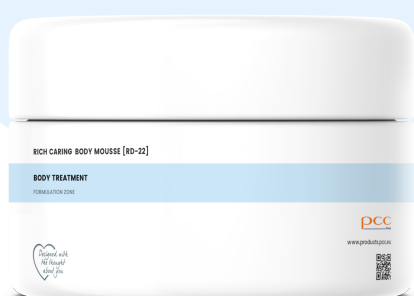 RICH CARING BODY MOUSSE [RD-22]
BODY TREATMENT
FORMULATION ZONE
pcc
www.products.pcc.eu
Designed with
the thought
about you